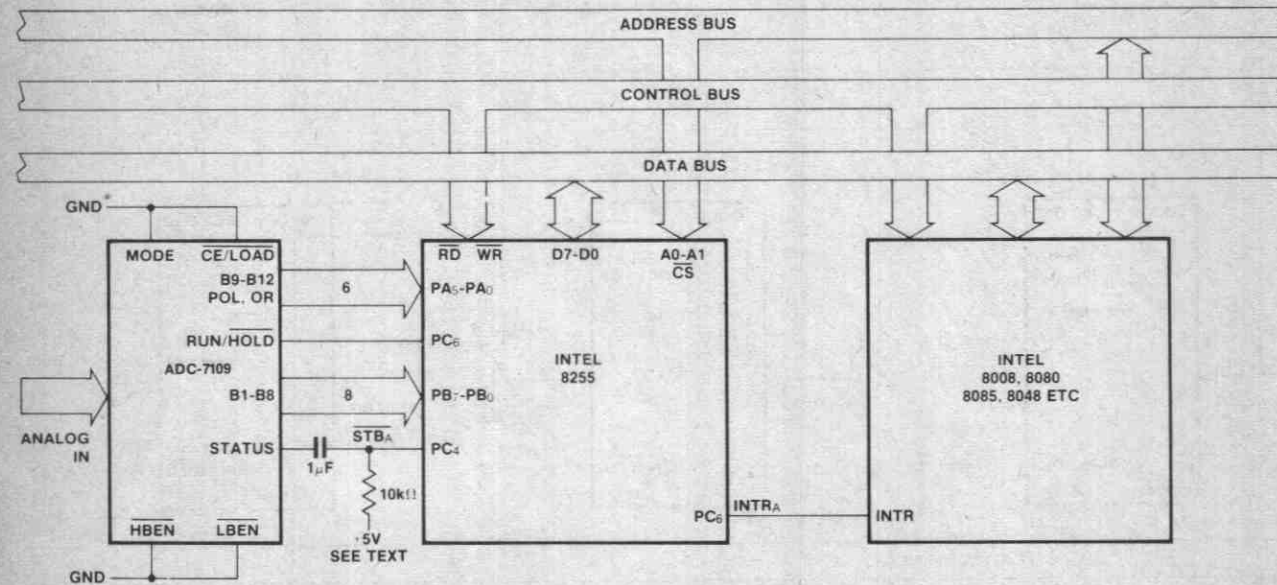 ADDRESS BUS
CONTROL BUS
DATA BUS
GND*
MODE CE/LOAD
B9-B12
POL, OR
6
RUN/HOLD
ADC-7109
B1-B8
8
STATUS
ANALOG
IN
1µF
STBA
10kΩ
+5V
SEE TEXT
HBEN LBEN
GND
RD WR D7-D0 A0-A1
CS
PA5-PA0
PC6
INTEL
8255
PB7-PB0
PC4
PC6
INTRA
INTR
INTEL
8008, 8080
8085, 8048 ETC